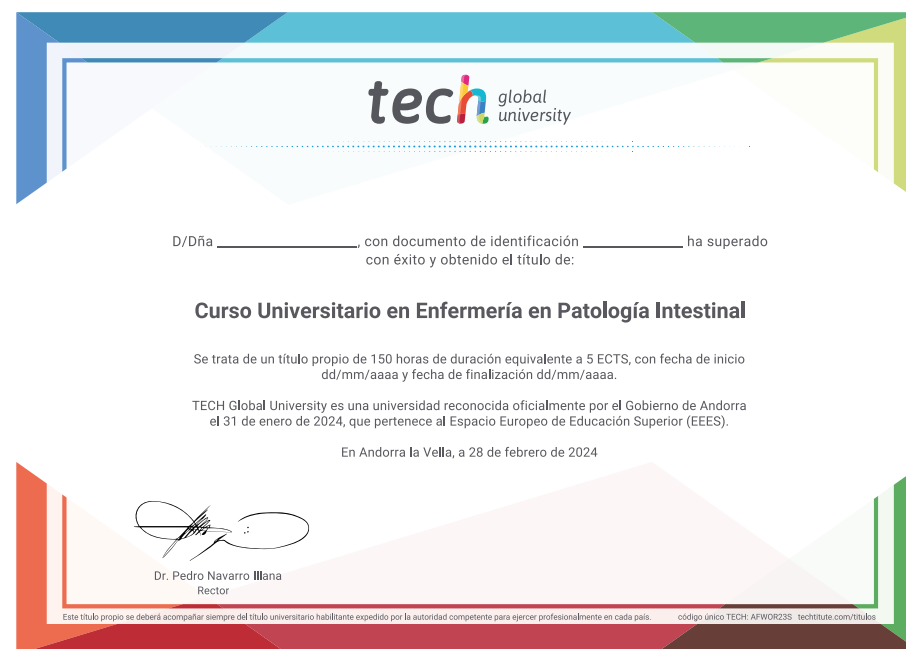 tech global university
D/Dña ____________, con documento de identificación ____________ ha superado
con éxito y obtenido el título de:
Curso Universitario en Enfermería en Patología Intestinal
Se trata de un título propio de 150 horas de duración equivalente a 5 ECTS, con fecha de inicio
dd/mm/aaaa y fecha de finalización dd/mm/aaaa.
TECH Global University es una universidad reconocida oficialmente por el Gobierno de Andorra
el 31 de enero de 2024, que pertenece al Espacio Europeo de Educación Superior (EEES).
En Andorra la Vella, a 28 de febrero de 2024
Dr. Pedro Navarro Illana
Rector
Este título propio se deberá acompañar siempre del título universitario habilitante expedido por la autoridad competente para ejercer profesionalmente en cada país. código único TECH: AFWOR23S techtitute.com/titulos